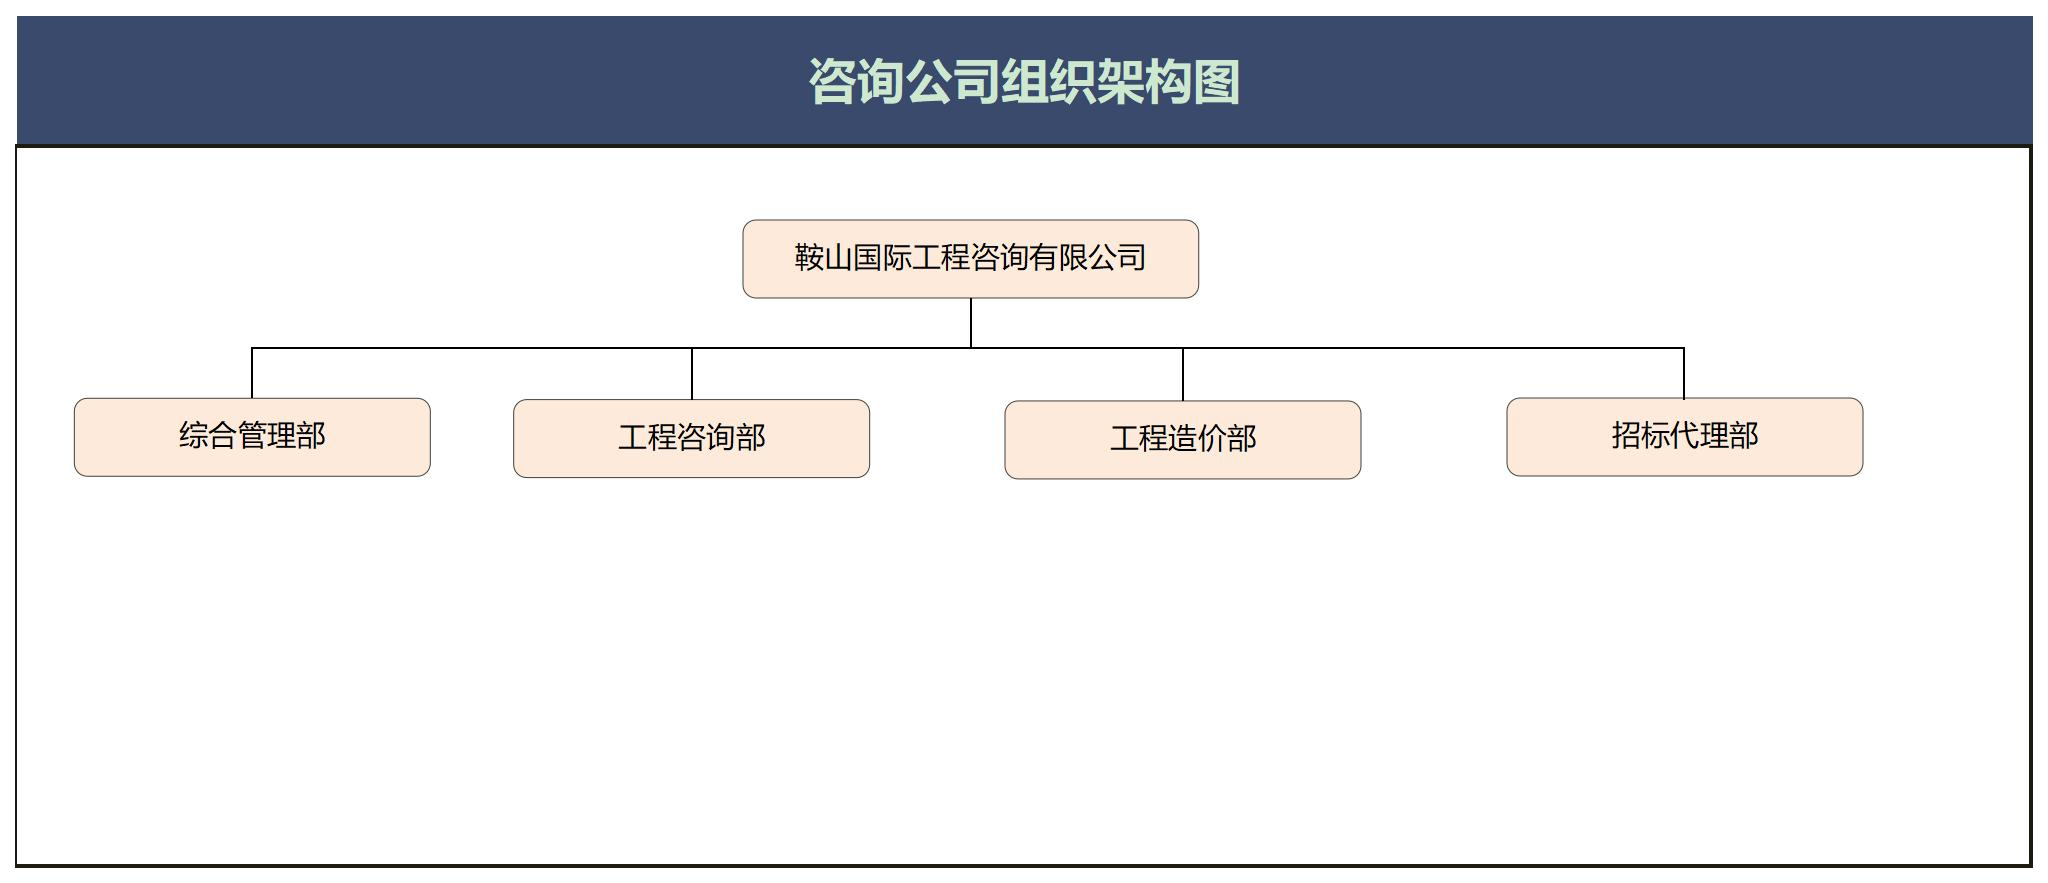 咨询公司组织架构图
鞍山国际工程咨询有限公司
综合管理部
工程咨询部
工程造价部
招标代理部